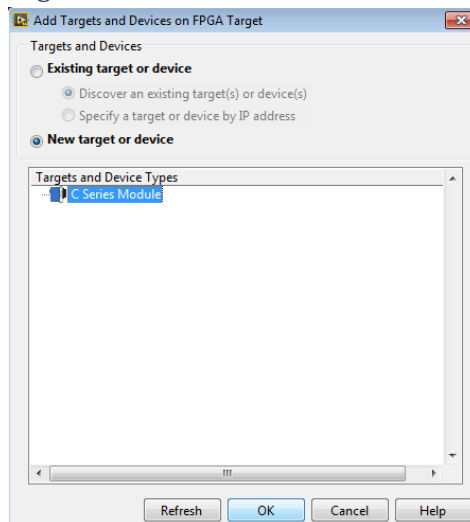 Add Targets and Devices on FPGA Target
Targets and Devices
Existing target or device
Discover an existing target(s) or device(s)
Specify a target or device by IP address
New target or device
Targets and Device Types
C Series Module
Refresh OK Cancel Help